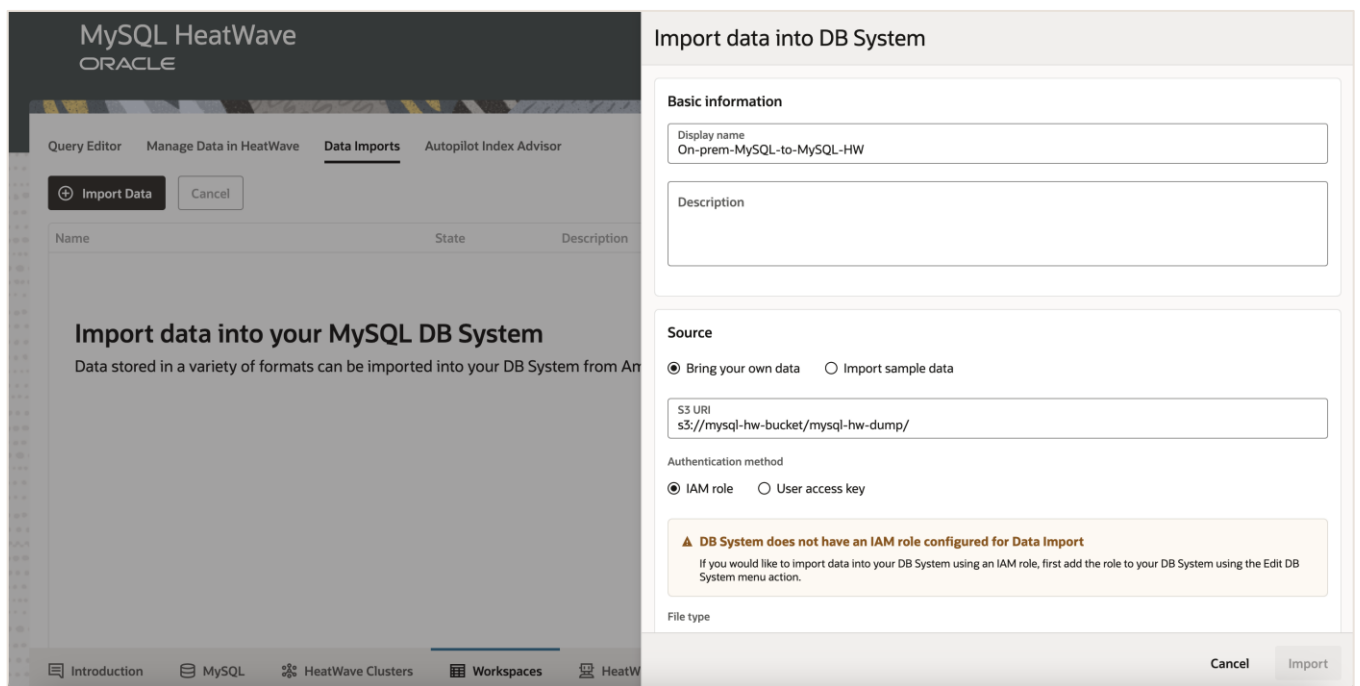 MySQL HeatWave
ORACLE
Query Editor Manage Data in HeatWave Data Imports Autopilot Index Advisor
Import Data Cancel
Name State Description
Import data into your MySQL DB System
Data stored in a variety of formats can be imported into your DB System from Am
Introduction MySQL HeatWave Clusters Workspaces HeatW
Import data into DB System
Basic information
Display name
On-prem-MySQL-to-MySQL-HW
Description
Source
Bring your own data Import sample data
S3 URI
s3://mysql-hw-bucket/mysql-hw-dump/
Authentication method
IAM role User access key
DB System does not have an IAM role configured for Data Import
If you would like to import data into your DB System using an IAM role, first add the role to your DB System using the Edit DB
System menu action.
File type
Cancel Import